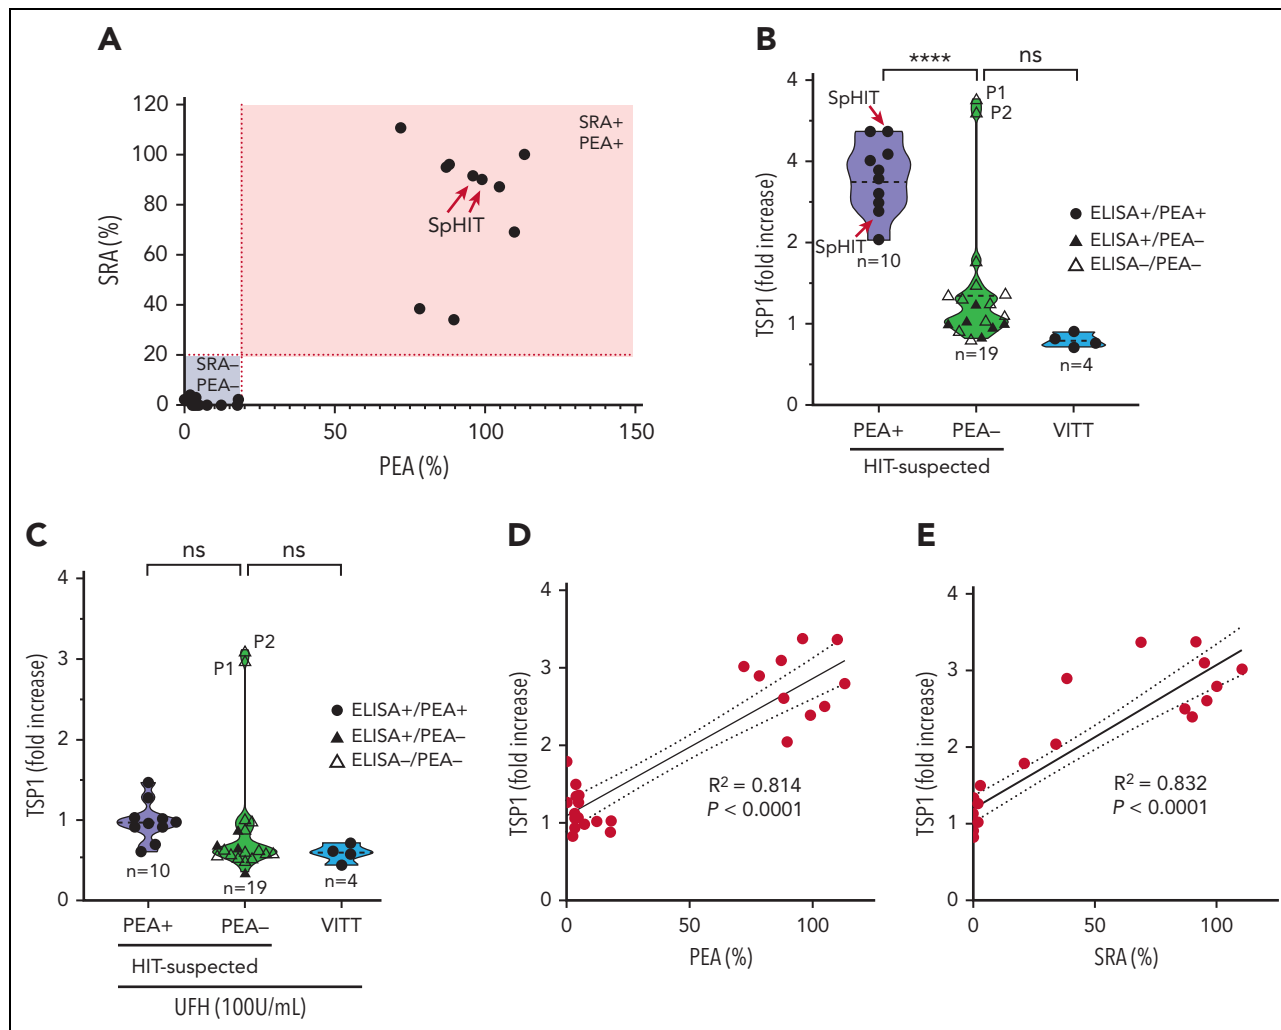 A
SRA (%)
120
100
80
60
40
20
0
SRA+
PEA+
SpHIT
SRA–
PEA–
0
50
100
150
PEA (%)
B
TSP1 (fold increase)
4
4
2
1
0
****
ns
SpHIT
P1
P2
SpHIT
n=10
n=19
n=4
ELISA+/PEA+
ELISA+/PEA–
ELISA–/PEA–
PEA+
PEA–
VITT
HIT-suspected
C
TSP1 (fold increase)
4
3
2
1
0
ns
ns
P2
P1
n=10
n=19
n=4
ELISA+/PEA+
ELISA+/PEA–
ELISA–/PEA–
PEA+
PEA–
VITT
HIT-suspected
UFH (100U/mL)
D
TSP1 (fold increase)
4
3
2
1
0
R² = 0.814
P < 0.0001
0
50
100
PEA (%)
E
TSP1 (fold increase)
4
3
2
1
0
R² = 0.832
P < 0.0001
0
50
100
SRA (%)